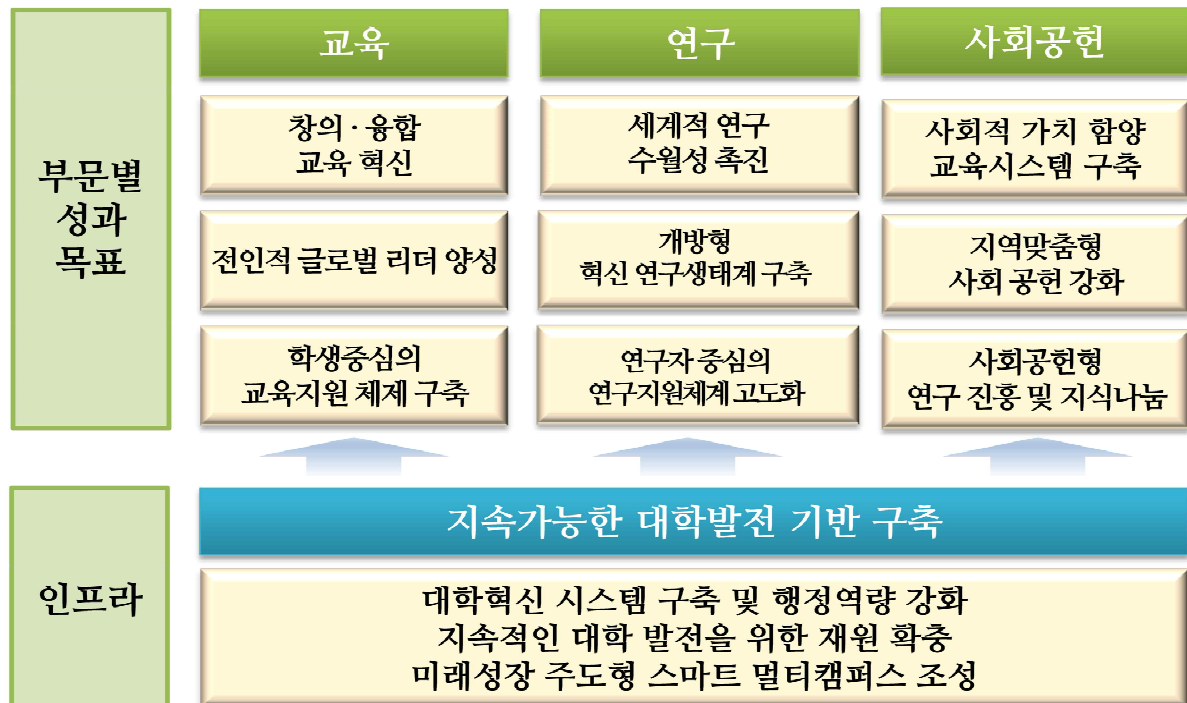 부문별
성과
목표
교육
창의·융합
교육 혁신
전인적 글로벌 리더 양성
학생중심의
교육지원 체제 구축
연구
세계적 연구
수월성 촉진
개방형
혁신 연구생태계 구축
연구자 중심의
연구지원체계 고도화
사회공헌
사회적 가치 함양
교육시스템 구축
지역맞춤형
사회 공헌 강화
사회공헌형
연구 진흥 및 지식나눔
인프라
지속가능한 대학발전 기반 구축
대학혁신 시스템 구축 및 행정역량 강화
지속적인 대학 발전을 위한 재원 확충
미래성장 주도형 스마트 멀티캠퍼스 조성